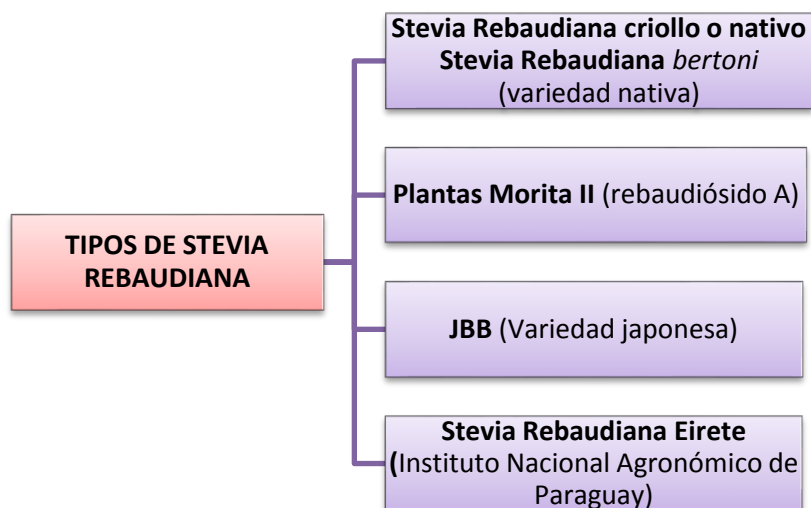 Stevia Rebaudiana criollo o nativo
Stevia Rebaudiana bertoni
(variedad nativa)
Plantas Morita II (rebaudiósido A)
TIPOS DE STEVIA
REBAUDIANA
JBB (Variedad japonesa)
Stevia Rebaudiana Eirete
(Instituto Nacional Agronómico de
Paraguay)